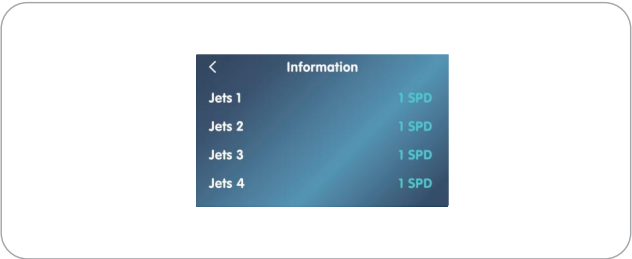 Information
Jets 1 1 SPD
Jets 2 1 SPD
Jets 3 1 SPD
Jets 4 1 SPD